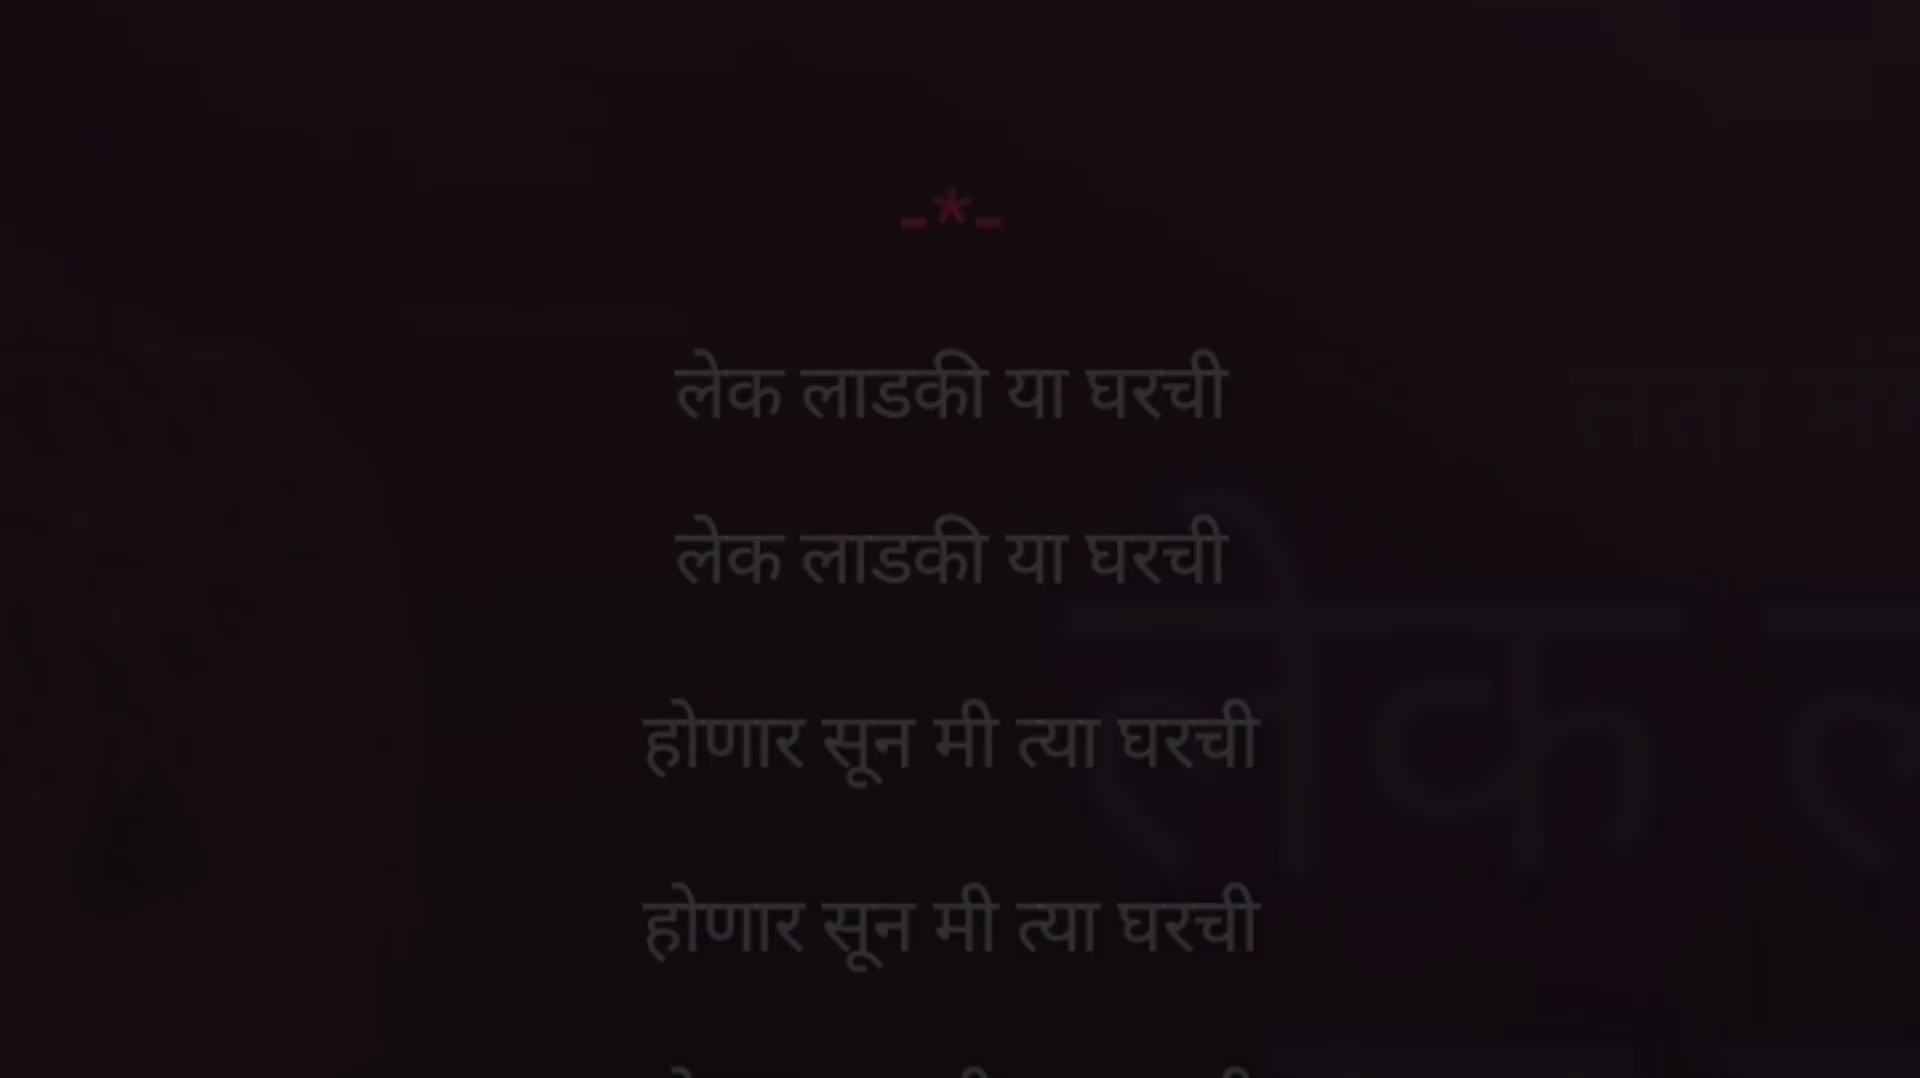 -*-
लेक लाडकी या घरची
लेक लाडकी या घरची
होणार सून मी त्या घरची
होणार सून मी त्या घरची
लेक